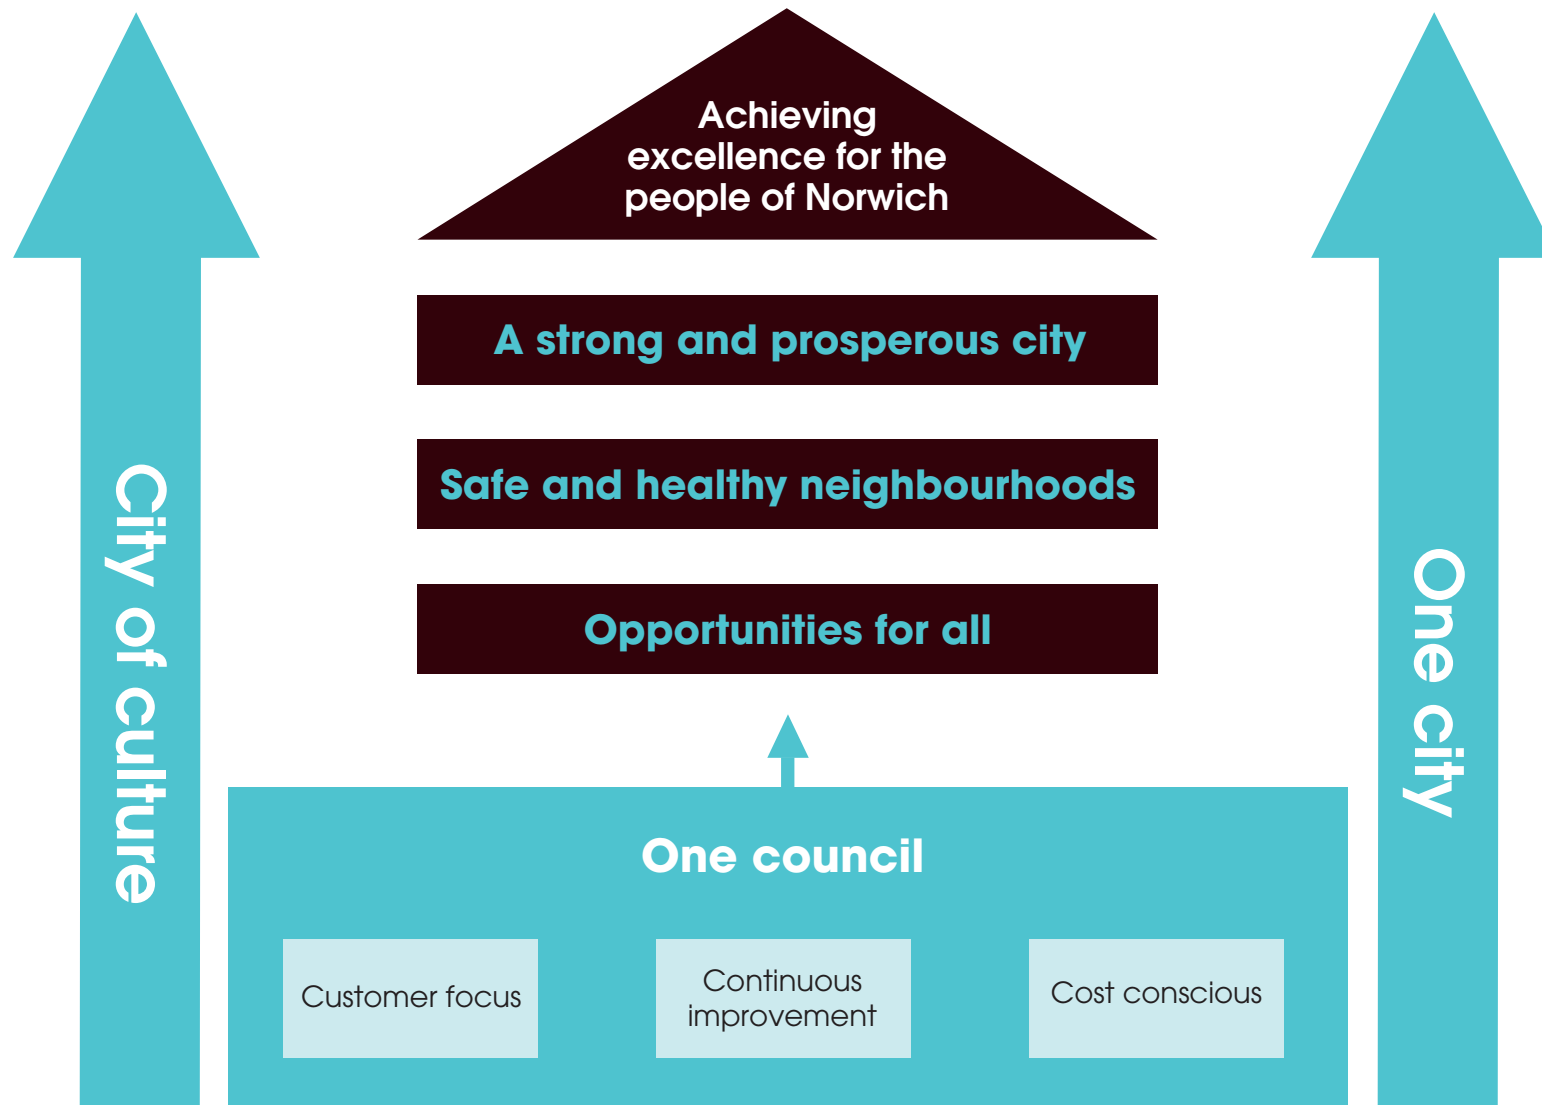 Achieving
excellence for the
people of Norwich
A strong and prosperous city
Safe and healthy neighbourhoods
Opportunities for all
City of culture
One city
One council
Customer focus
Continuous
improvement
Cost conscious